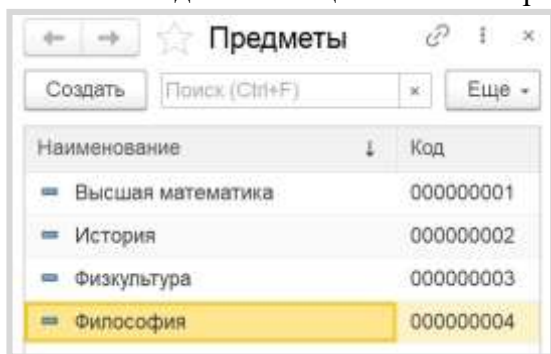 Предметы
Создать Поиск (Ctrl+F) × Еще
Наименование ↓ Код
Высшая математика 000000001
История 000000002
Физкультура 000000003
Философия 000000004